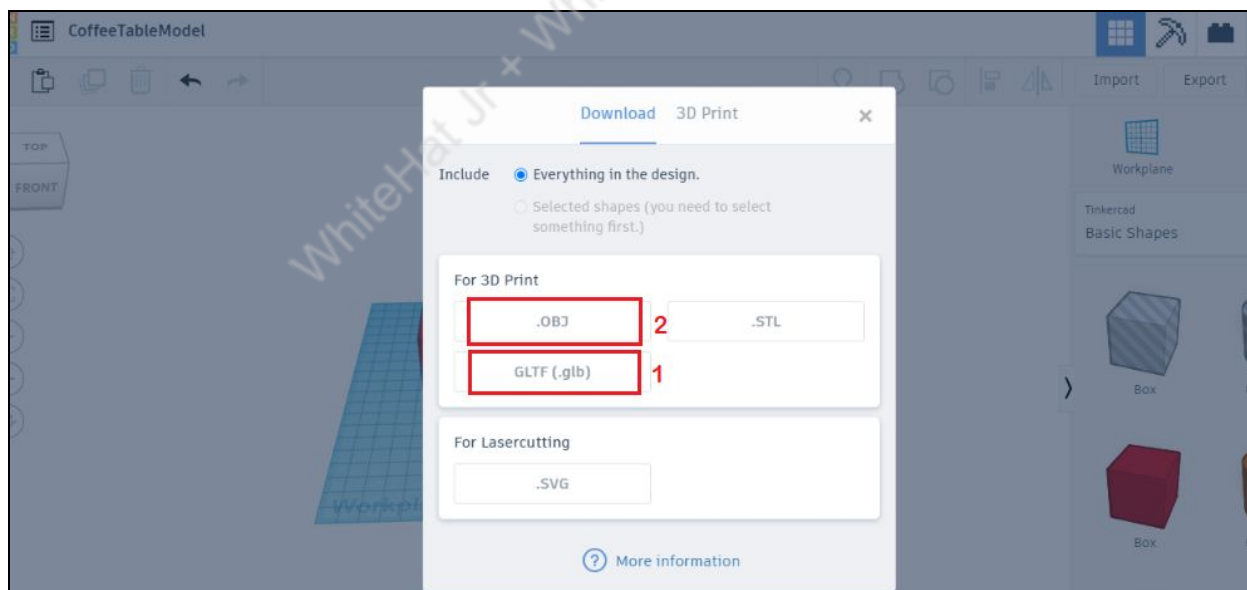 CoffeeTableModel
Import Export
Download 3D Print
TOP
FRONT
Include Everything in the design.
Selected shapes (you need to select
something first.)
Workplane
Tinkercad
Basic Shapes
For 3D Print
.OBJ 2 .STL
GLTF (.glb) 1
Box
For Lasercutting
.SVG
Workpl
Box
? More information
WhiteHat Jr